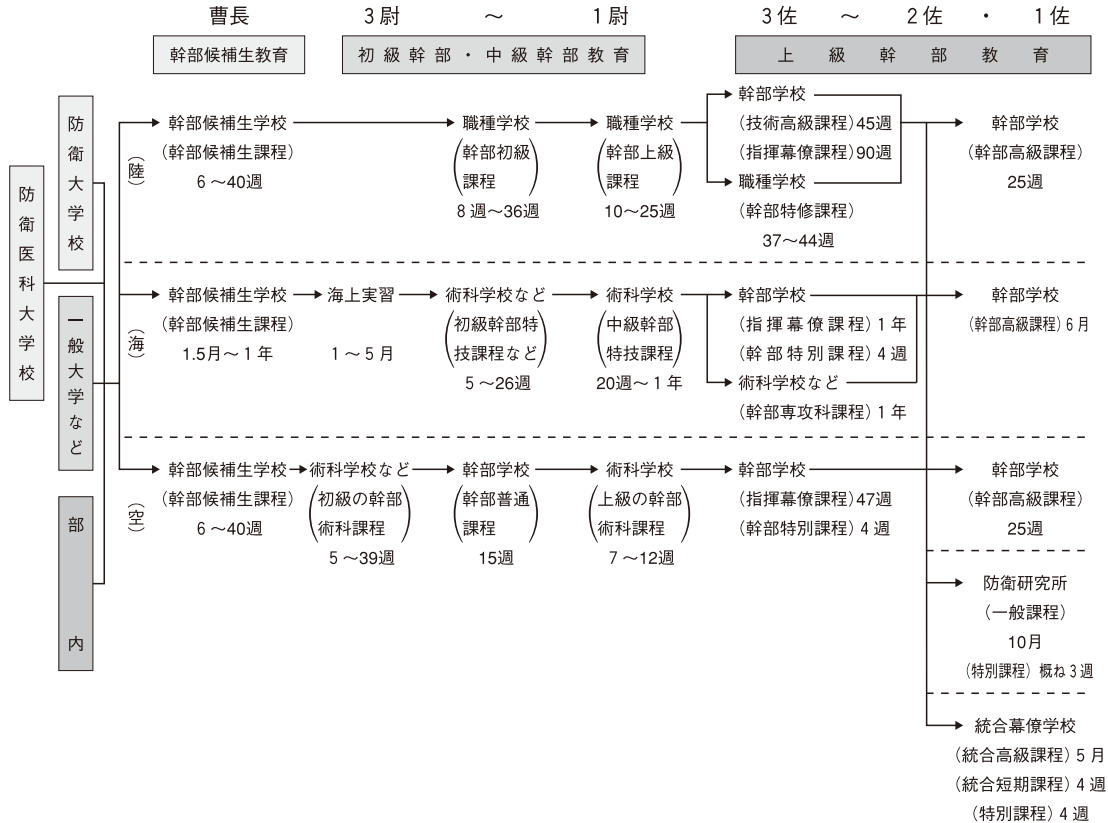 曹長 3尉 ～ 1尉 3佐 ～ 2佐・1佐
幹部候補生教育 初級幹部・中級幹部教育 上級幹部教育
防衛医科大学校
防衛大学校
一般大学など
部内
(陸)
幹部候補生学校
(幹部候補生課程)
6～40週
職種学校
(幹部初級
課程)
8週～36週
職種学校
(幹部上級
課程)
10～25週
幹部学校
(技術高級課程)45週
(指揮幕僚課程)90週
職種学校
(幹部特修課程)
37～44週
幹部学校
(幹部高級課程)
25週
(海)
幹部候補生学校
(幹部候補生課程)
1.5月～1年
海上実習
1～5月
術科学校など
(初級幹部特
技課程など)
5～26週
術科学校
(中級幹部
特技課程)
20週～1年
幹部学校
(指揮幕僚課程)1年
(幹部特別課程)4週
術科学校など
(幹部専攻科課程)1年
幹部学校
(幹部高級課程)6月
(空)
幹部候補生学校
(幹部候補生課程)
6～40週
術科学校など
(初級の幹部
術科課程)
5～39週
幹部学校
(幹部普通
課程)
15週
術科学校
(上級の幹部
術科課程)
7～12週
幹部学校
(指揮幕僚課程)47週
(幹部特別課程)4週
幹部学校
(幹部高級課程)
25週
防衛研究所
(一般課程)
10月
(特別課程)概ね3週
統合幕僚学校
(統合高級課程)5月
(統合短期課程)4週
(特別課程)4週